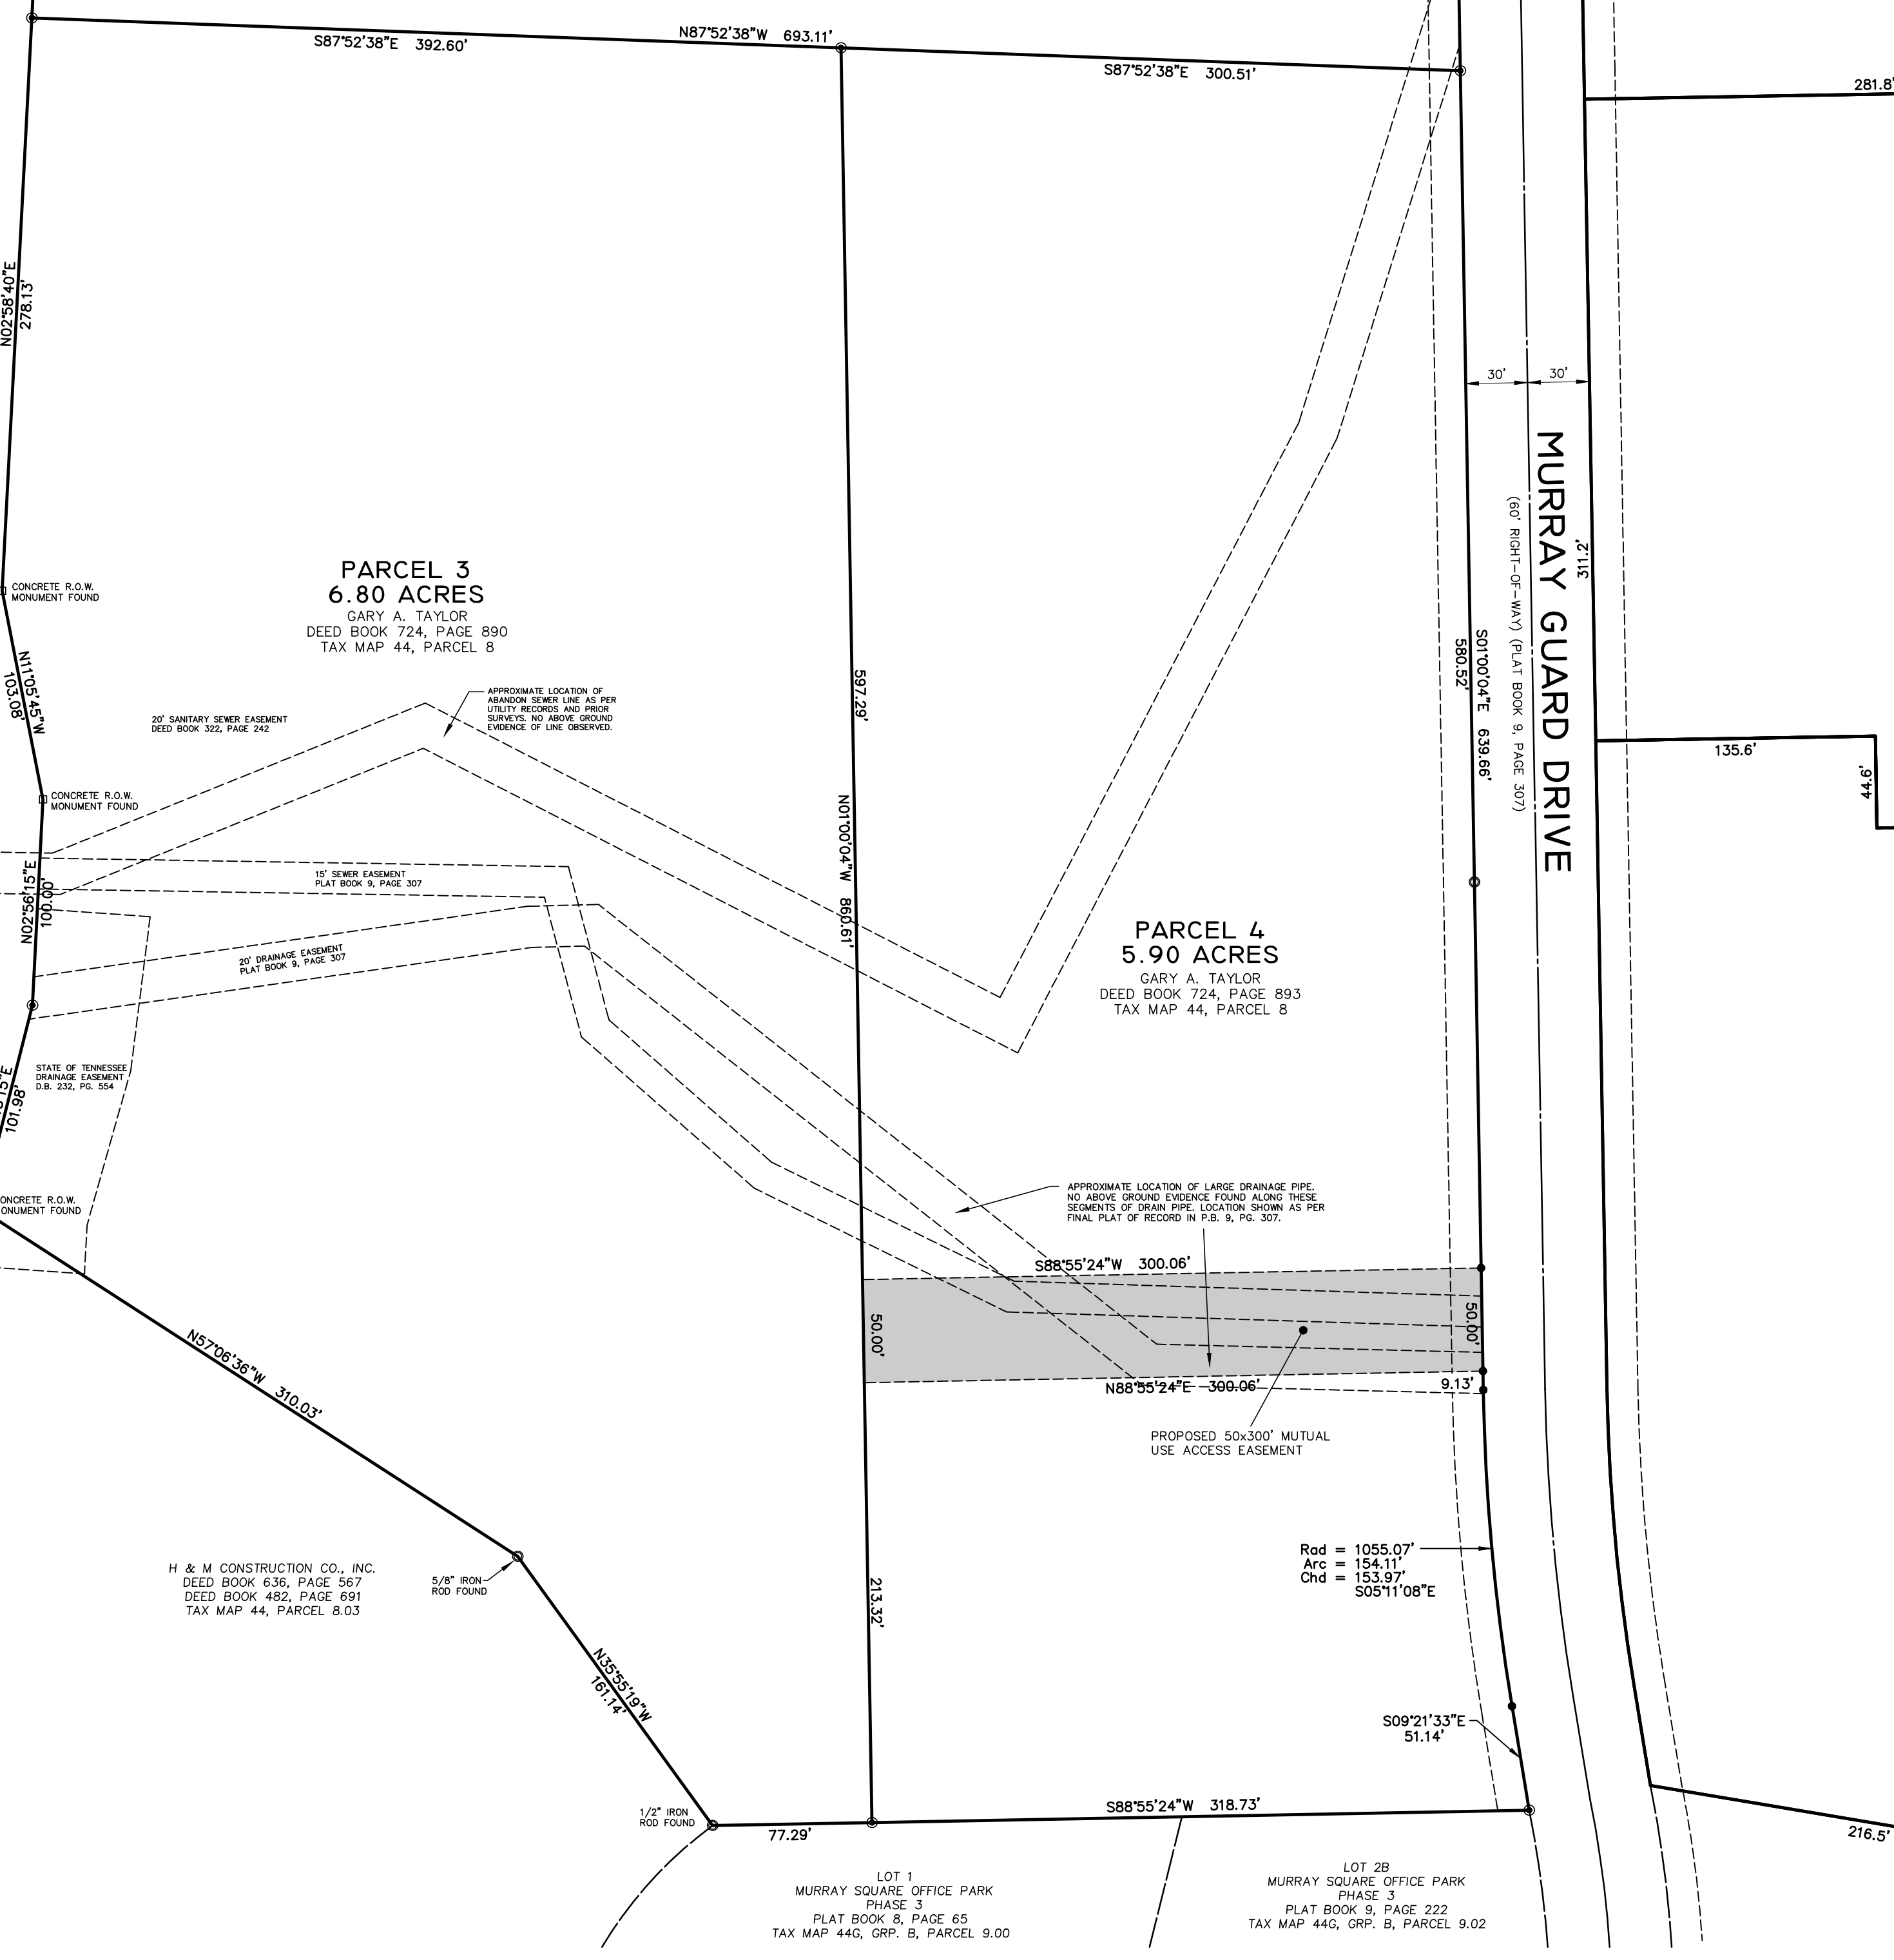 S87°52'38"E 392.60'
N87°52'38"W 693.11'
S87°52'38"E 300.51'
281.8'
N02°58'40"E
278.13'
30'
30'
MURRAY GUARD DRIVE
(60' RIGHT-OF-WAY) (PLAT BOOK 9, PAGE 307)
311.2'
CONCRETE R.O.W.
MONUMENT FOUND
PARCEL 3
6.80 ACRES
GARY A. TAYLOR
DEED BOOK 724, PAGE 890
TAX MAP 44, PARCEL 8
N11°05'45"W
103.08'
20' SANITARY SEWER EASEMENT
DEED BOOK 322, PAGE 242
APPROXIMATE LOCATION OF
ABANDON SEWER LINE AS PER
UTILITY RECORDS AND PRIOR
SURVEYS. NO ABOVE GROUND
EVIDENCE OF LINE OBSERVED.
597.29'
N01°00'04"W 860.61'
S01°00'04"E 639.66'
580.52'
135.6'
44.6'
CONCRETE R.O.W.
MONUMENT FOUND
N02°56'15"E
100.00'
15' SEWER EASEMENT
PLAT BOOK 9, PAGE 307
20' DRAINAGE EASEMENT
PLAT BOOK 9, PAGE 307
PARCEL 4
5.90 ACRES
GARY A. TAYLOR
DEED BOOK 724, PAGE 893
TAX MAP 44, PARCEL 8
STATE OF TENNESSEE
DRAINAGE EASEMENT
D.B. 232, PG. 554
15"E
101.98'
ONCRETE R.O.W.
ONUMENT FOUND
APPROXIMATE LOCATION OF LARGE DRAINAGE PIPE.
NO ABOVE GROUND EVIDENCE FOUND ALONG THESE
SEGMENTS OF DRAIN PIPE. LOCATION SHOWN AS PER
FINAL PLAT OF RECORD IN P.B. 9, PG. 307.
S88°55'24"W 300.06'
50.00'
50.00'
N88°55'24"E 300.06'
9.13'
PROPOSED 50x300' MUTUAL
USE ACCESS EASEMENT
N57°06'36"W 310.03'
Rad = 1055.07'
Arc = 154.11'
Chd = 153.97'
S05°11'08"E
H & M CONSTRUCTION CO., INC.
DEED BOOK 636, PAGE 567
DEED BOOK 482, PAGE 691
TAX MAP 44, PARCEL 8.03
5/8" IRON
ROD FOUND
213.32'
N35°55'19"W
161.14'
S09°21'33"E
51.14'
1/2" IRON
ROD FOUND
77.29'
S88°55'24"W 318.73'
216.5'
LOT 1
MURRAY SQUARE OFFICE PARK
PHASE 3
PLAT BOOK 8, PAGE 65
TAX MAP 44G, GRP. B, PARCEL 9.00
LOT 2B
MURRAY SQUARE OFFICE PARK
PHASE 3
PLAT BOOK 9, PAGE 222
TAX MAP 44G, GRP. B, PARCEL 9.02